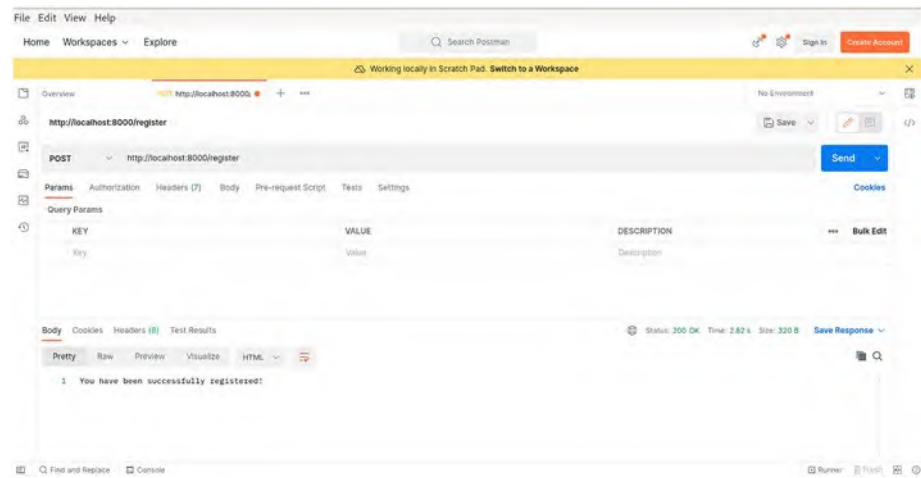 File Edit View Help
Home Workspaces Explore Search Postman Sign In Create Account
Working locally in Scratch Pad. Switch to a Workspace
Overview POST http://localhost:8000/ No Environment
http://localhost:8000/register Save
POST http://localhost:8000/register Send
Params Authorization Headers (7) Body Pre-request Script Tests Settings Cookies
Query Params
KEY VALUE DESCRIPTION Bulk Edit
Key Value Description
Body Cookies Headers (8) Test Results Status: 200 OK Time: 2.82 s Size: 320 B Save Response
Pretty Raw Preview Visualize HTML
1 You have been successfully registered!
Find and Replace Console Runner Trash